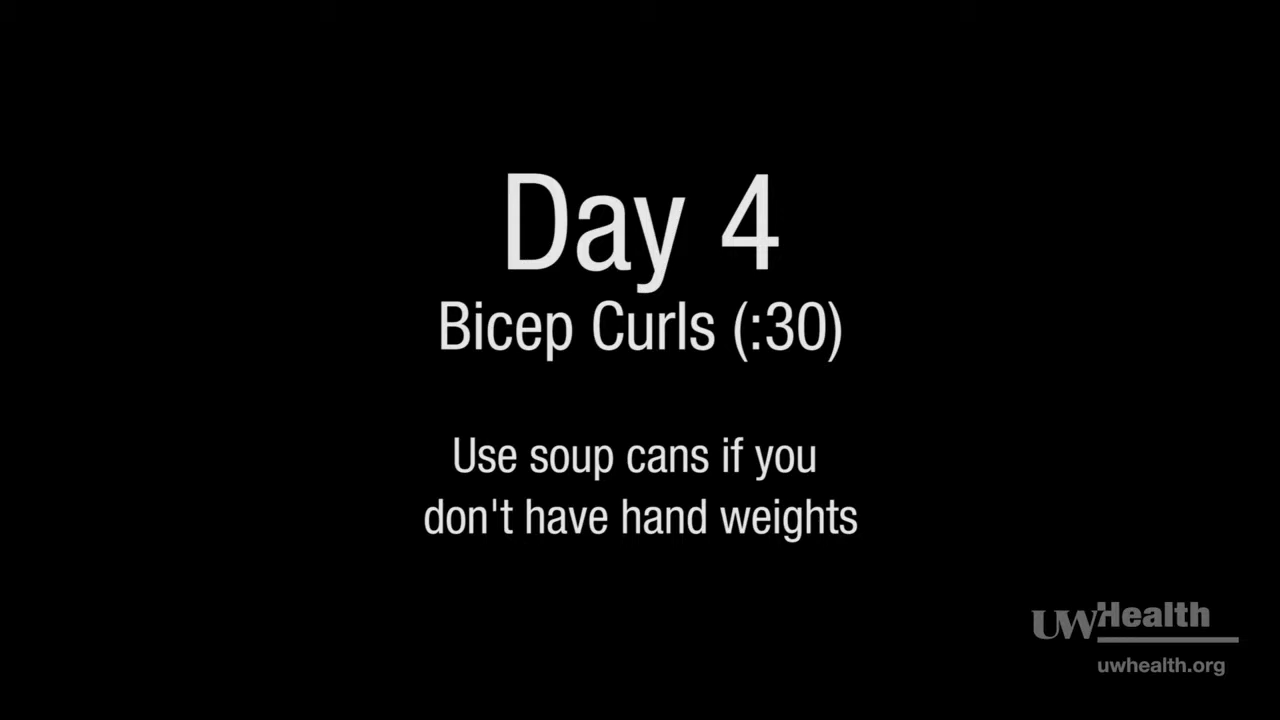 Day 4
Bicep Curls (:30)
Use soup cans if you
don't have hand weights
UWHealth
uwhealth.org